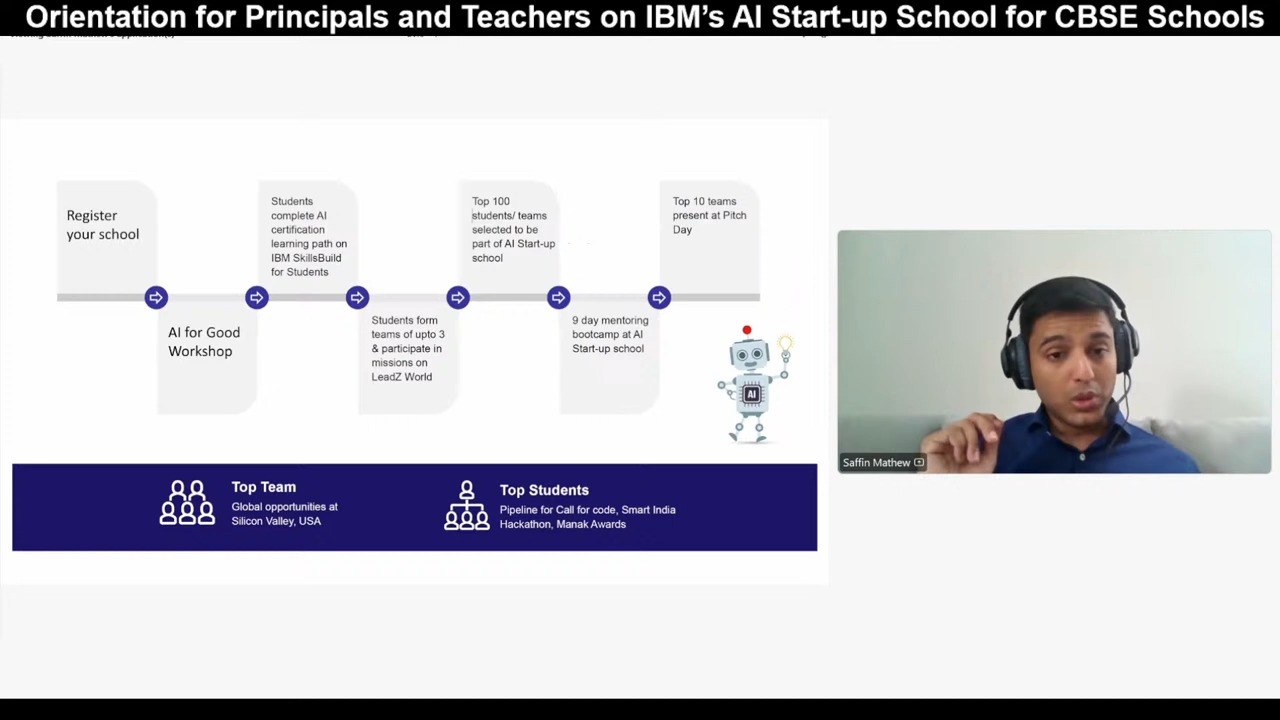 Orientation for Principals and Teachers on IBM's AI Start-up School for CBSE Schools
Register
your school
AI for Good
Workshop
Students
complete AI
certification
learning path on
IBM SkillsBuild
for Students
Students form
teams of upto 3
& participate in
missions on
LeadZ World
Top 100
students/ teams
selected to be
part of AI Start-up
school
9 day mentoring
bootcamp at AI
Start-up school
Top 10 teams
present at Pitch
Day
AI
Top Team
Global opportunities at
Silicon Valley, USA
Top Students
Pipeline for Call for code, Smart India
Hackathon, Manak Awards
Saffin Mathew